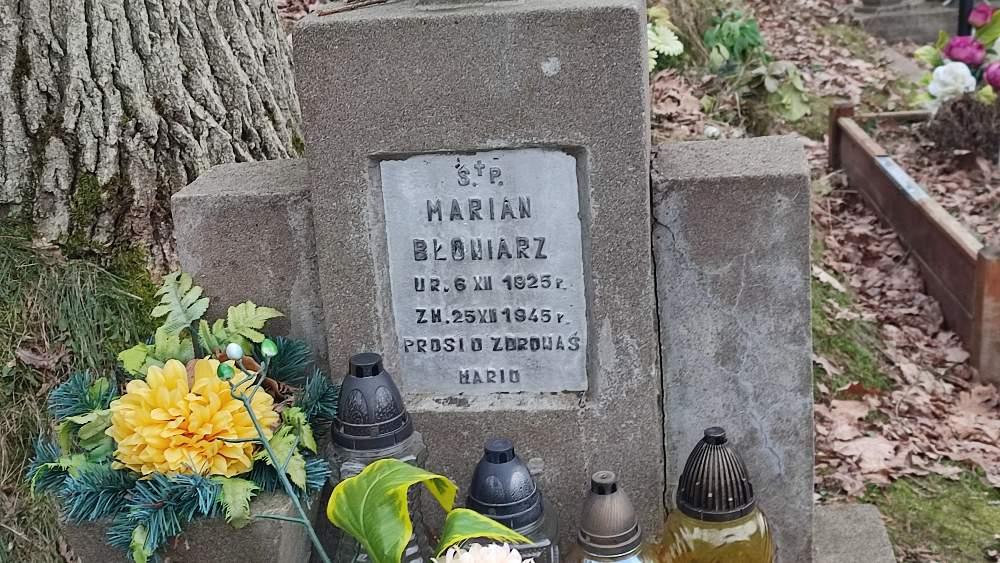 Ś.†P.
MARIAN
BŁONIARZ
UR. 6 XII 1925 r.
ZM. 25 XII 1945 r.
PROSI O ZDROWAŚ
MARIO